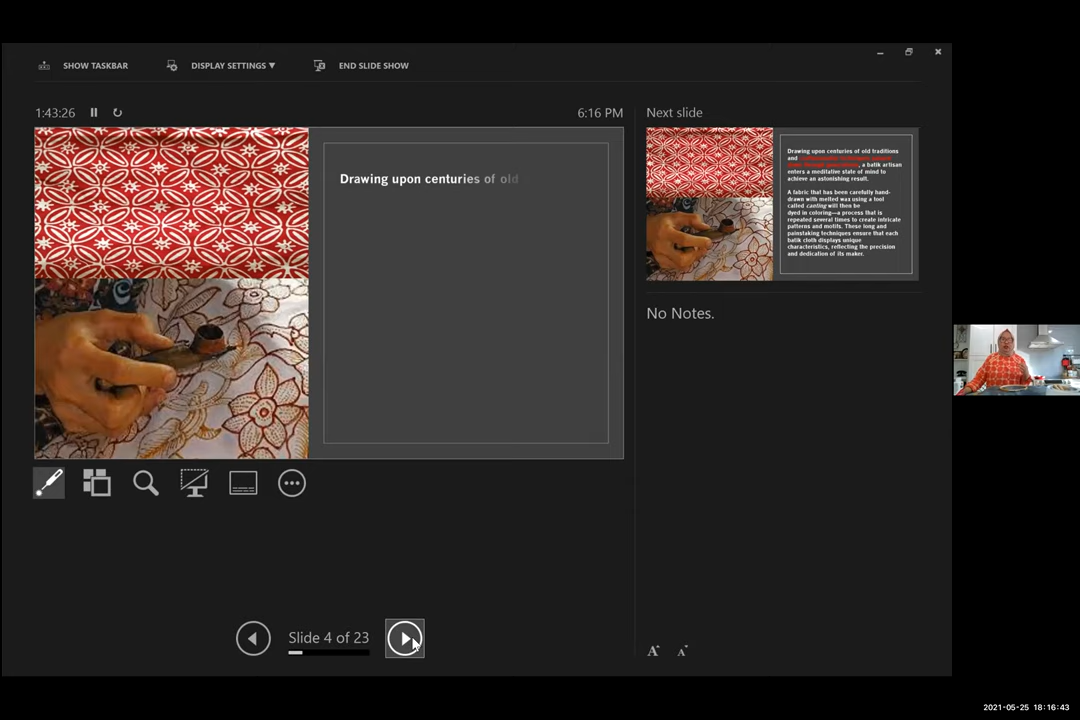 SHOW TASKBAR
DISPLAY SETTINGS ▼
END SLIDE SHOW
1:43:26
6:16 PM
Drawing upon centuries of old
Next slide
Drawing upon centuries of old traditions
and
, a batik artisan
enters a meditative state of mind to
achieve an astonishing result.
A fabric that has been carefully hand-
drawn with melted wax using a tool
called canting will then be
dyed in coloring—a process that is
repeated several times to create intricate
patterns and motifs. These long and
painstaking techniques ensure that each
batik cloth displays unique
characteristics, reflecting the precision
and dedication of its maker.
No Notes.
Slide 4 of 23
A
A
2021-05-25 18:16:43